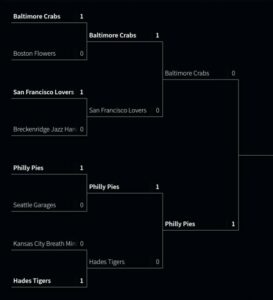 Baltimore Crabs 1
Boston Flowers 0
Baltimore Crabs 1
San Francisco Lovers 1
Breckenridge Jazz Han 0
San Francisco Lovers 0
Baltimore Crabs 0
Philly Pies 1
Seattle Garages 0
Philly Pies 1
Kansas City Breath Min 0
Hades Tigers 1
Hades Tigers 0
Philly Pies 1